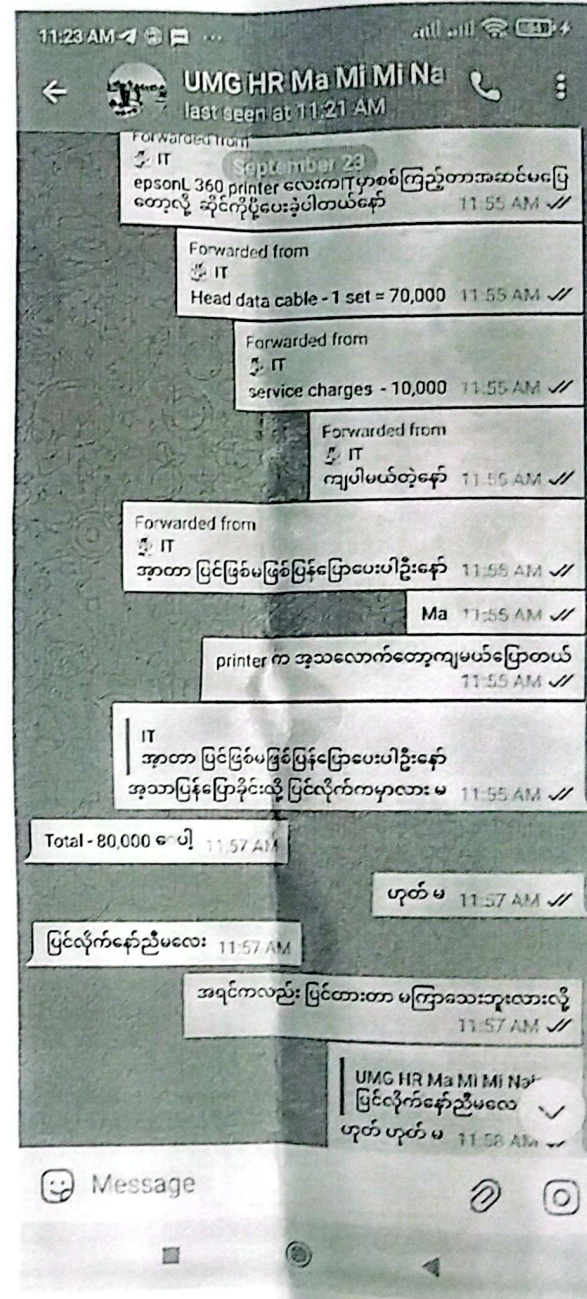 11:23 AM
UMG HR Ma Mi Mi Na
last seen at 11:21 AM
Forwarded from
IT
September 23
epsonL 360 printer လေးကITမှာစစ်ကြည့်တာအဆင်မပြေ
တော့လို့ ဆိုင်ကိုပို့ပေးခဲ့ပါတယ်နော် 11:55 AM
Forwarded from
IT
Head data cable - 1 set = 70,000 11:55 AM
Forwarded from
IT
service charges - 10,000 11:55 AM
Forwarded from
IT
ကျပါမယ်တဲ့နော် 11:55 AM
Forwarded from
IT
အ့ာတာ ပြင်ဖြစ်မဖြစ်ပြန်ပြောပေးပါဦးနော် 11:55 AM
Ma 11:55 AM
printer က အ့သလောက်တော့ကျမယ်ပြောတယ်
11:55 AM
IT
အ့ာတာ ပြင်ဖြစ်မဖြစ်ပြန်ပြောပေးပါဦးနော်
အ့သာပြန်ပြောခိုင်းလို့ ပြင်လိုက်ကမှာလား မ 11:55 AM
Total - 80,000 ပေါ့ 11:57 AM
ဟုတ် မ 11:57 AM
ပြင်လိုက်နော်ညီမလေး 11:57 AM
အရင်ကလည်း ပြင်ထားတာ မကြာသေးဘူးလားလို့
11:57 AM
UMG HR Ma Mi Mi Nai
ပြင်လိုက်နော်ညီမလေ
ဟုတ် ဟုတ် မ 11:58 AM
Message